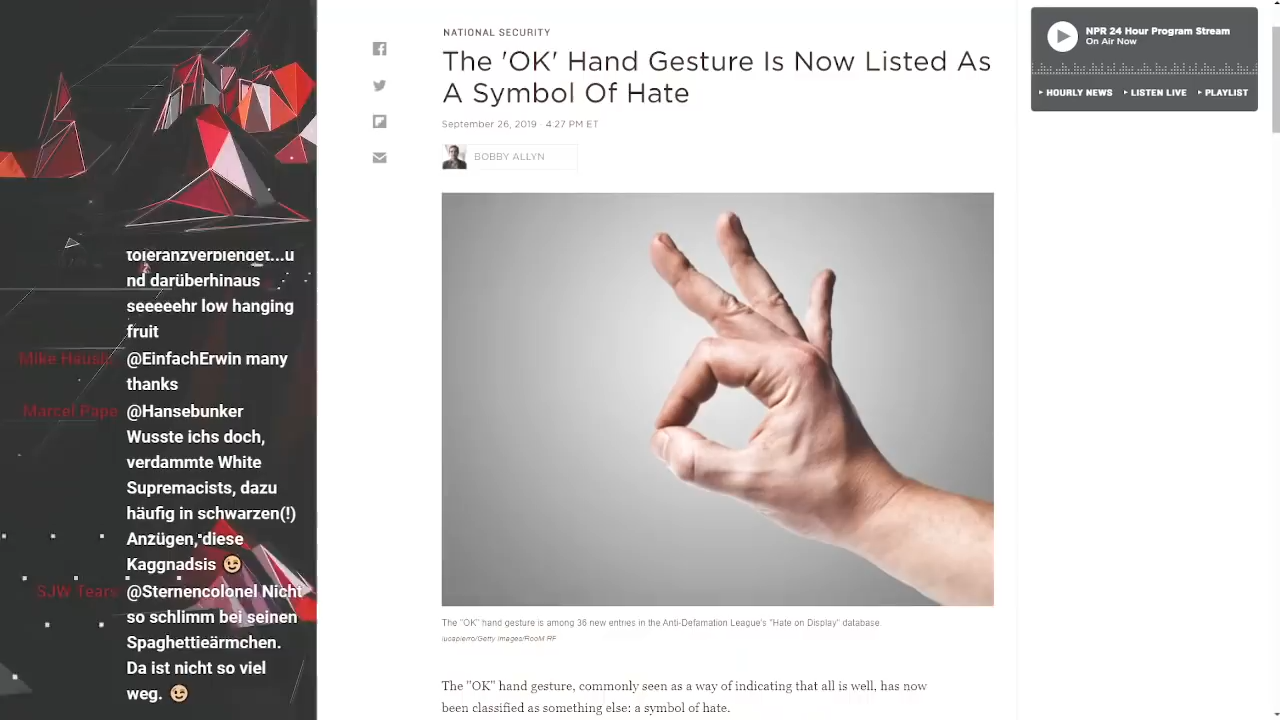 toleranzverblendet...u
nd darüberhinaus
seeeeehr low hanging
fruit
@EinfachErwin many
thanks
Marcel Pape @Hansebunker
Wusste ichs doch,
verdammte White
Supremacists, dazu
häufig in schwarzen(!)
Anzügen, diese
Kaggnadsis 😉
SJW Tears @Sternencolonel Nicht
so schlimm bei seinen
Spaghettieärmchen.
Da ist nicht so viel
weg. 😉
NATIONAL SECURITY
The 'OK' Hand Gesture Is Now Listed As
A Symbol Of Hate
September 26, 2019 · 4:27 PM ET
BOBBY ALLYN
The "OK" hand gesture is among 36 new entries in the Anti-Defamation League's "Hate on Display" database.
lucapierro/Getty Images/RooM RF
The "OK" hand gesture, commonly seen as a way of indicating that all is well, has now
been classified as something else: a symbol of hate.
NPR 24 Hour Program Stream
On Air Now
HOURLY NEWS LISTEN LIVE PLAYLIST